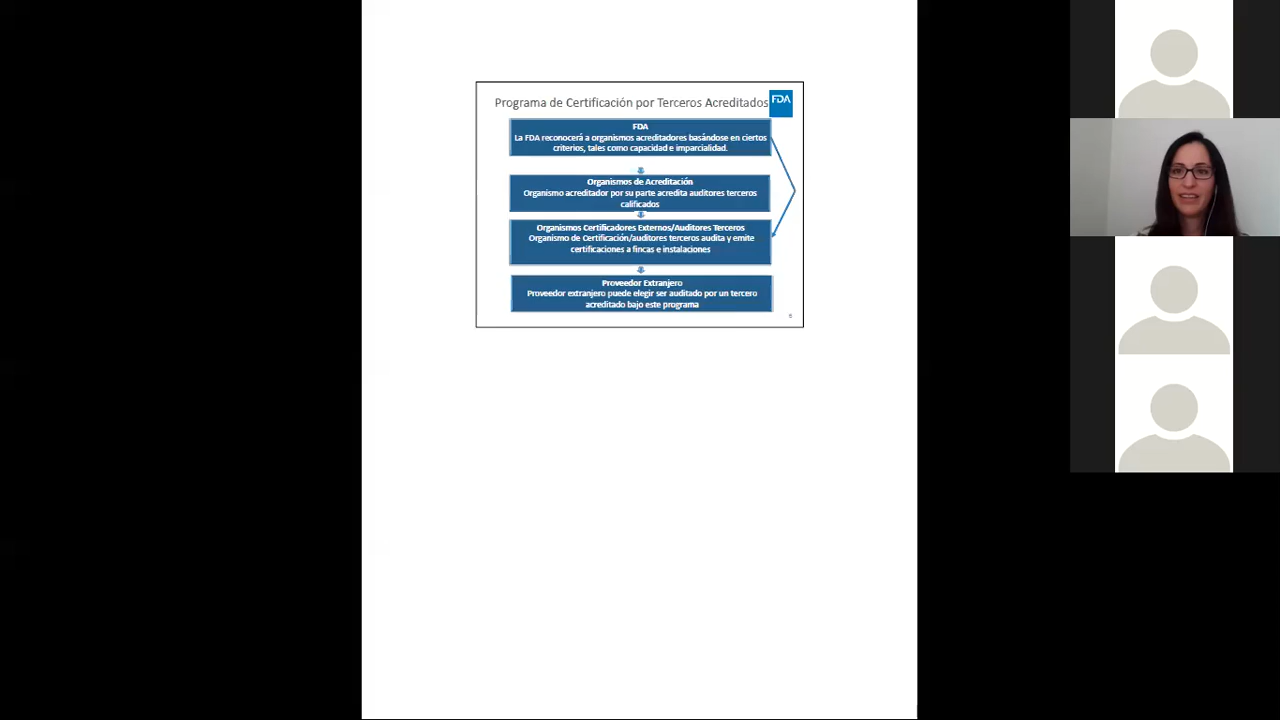 Programa de Certificación por Terceros Acreditados
FDA
FDA
La FDA reconocerá a organismos acreditadores basándose en ciertos
criterios, tales como capacidad e imparcialidad.
Organismos de Acreditación
Organismo acreditador por su parte acredita auditores terceros
calificados
Organismos Certificadores Externos/Auditores Terceros
Organismo de Certificación/auditores terceros audita y emite
certificaciones a fincas e instalaciones
Proveedor Extranjero
Proveedor extranjero puede elegir ser auditado por un tercero
acreditado bajo este programa